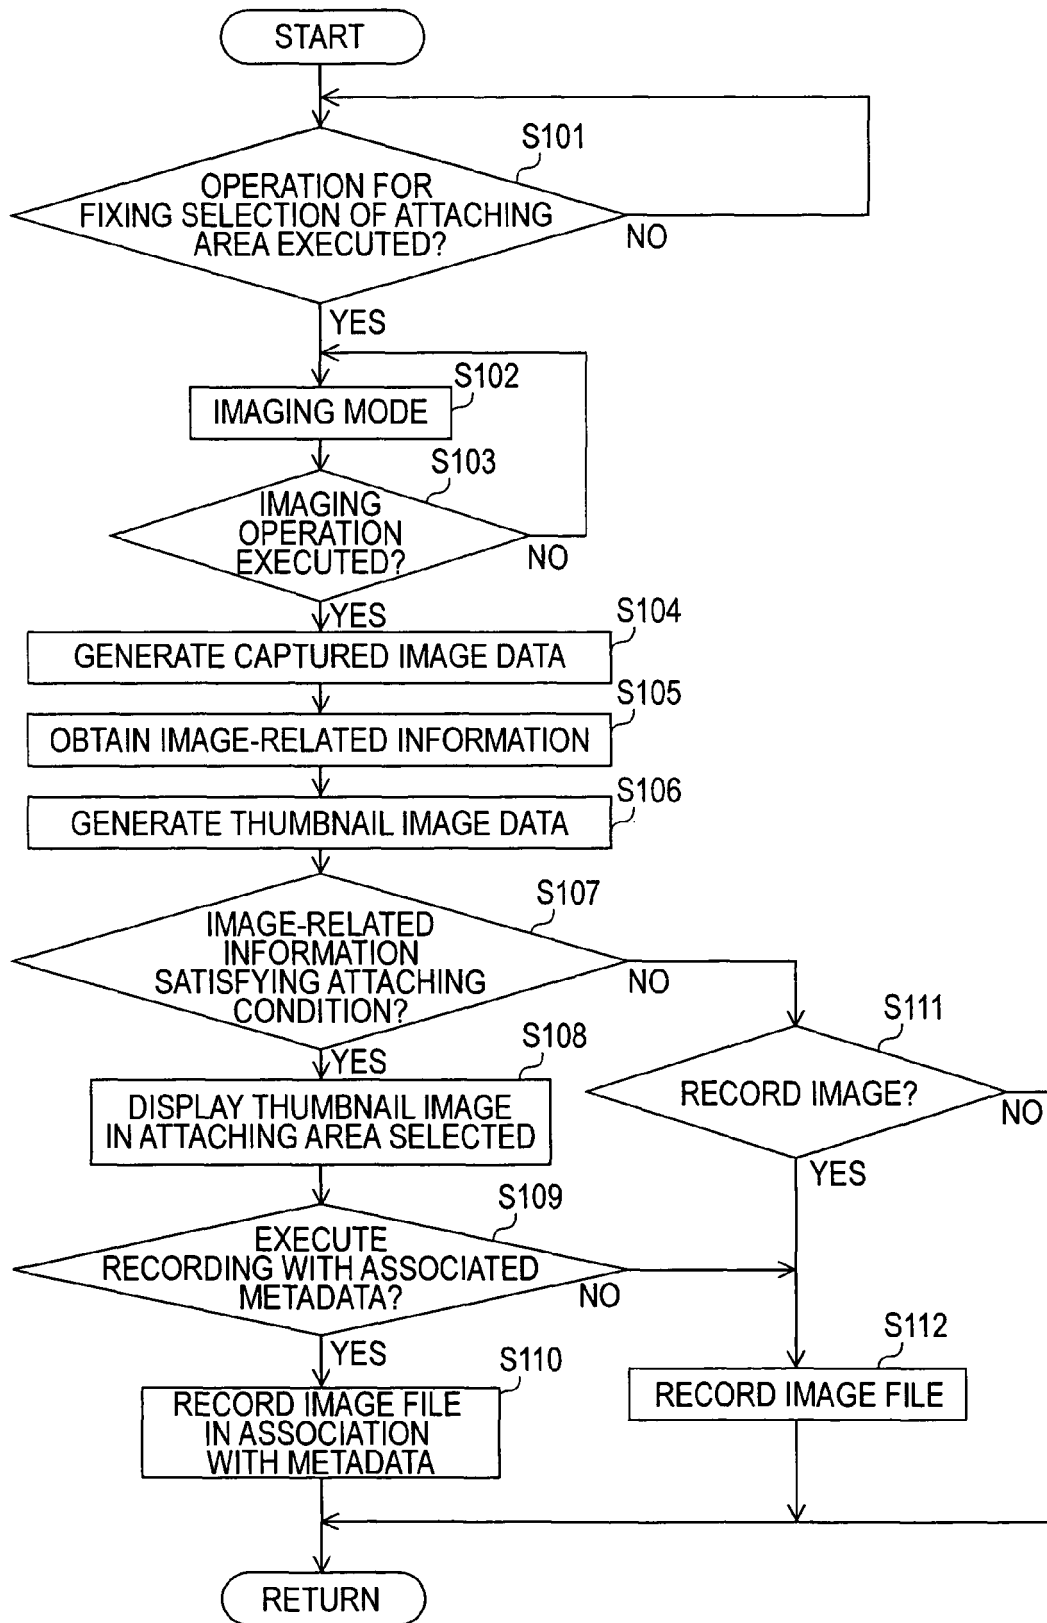 START
S101
OPERATION FOR
FIXING SELECTION OF ATTACHING
AREA EXECUTED?
NO
YES
S102
IMAGING MODE
S103
IMAGING
OPERATION
EXECUTED?
NO
YES
S104
GENERATE CAPTURED IMAGE DATA
S105
OBTAIN IMAGE-RELATED INFORMATION
S106
GENERATE THUMBNAIL IMAGE DATA
S107
IMAGE-RELATED
INFORMATION
SATISFYING ATTACHING
CONDITION?
NO
YES
S108
DISPLAY THUMBNAIL IMAGE
IN ATTACHING AREA SELECTED
S111
RECORD IMAGE?
NO
YES
S109
EXECUTE
RECORDING WITH ASSOCIATED
METADATA?
NO
YES
S110
RECORD IMAGE FILE
IN ASSOCIATION
WITH METADATA
S112
RECORD IMAGE FILE
RETURN